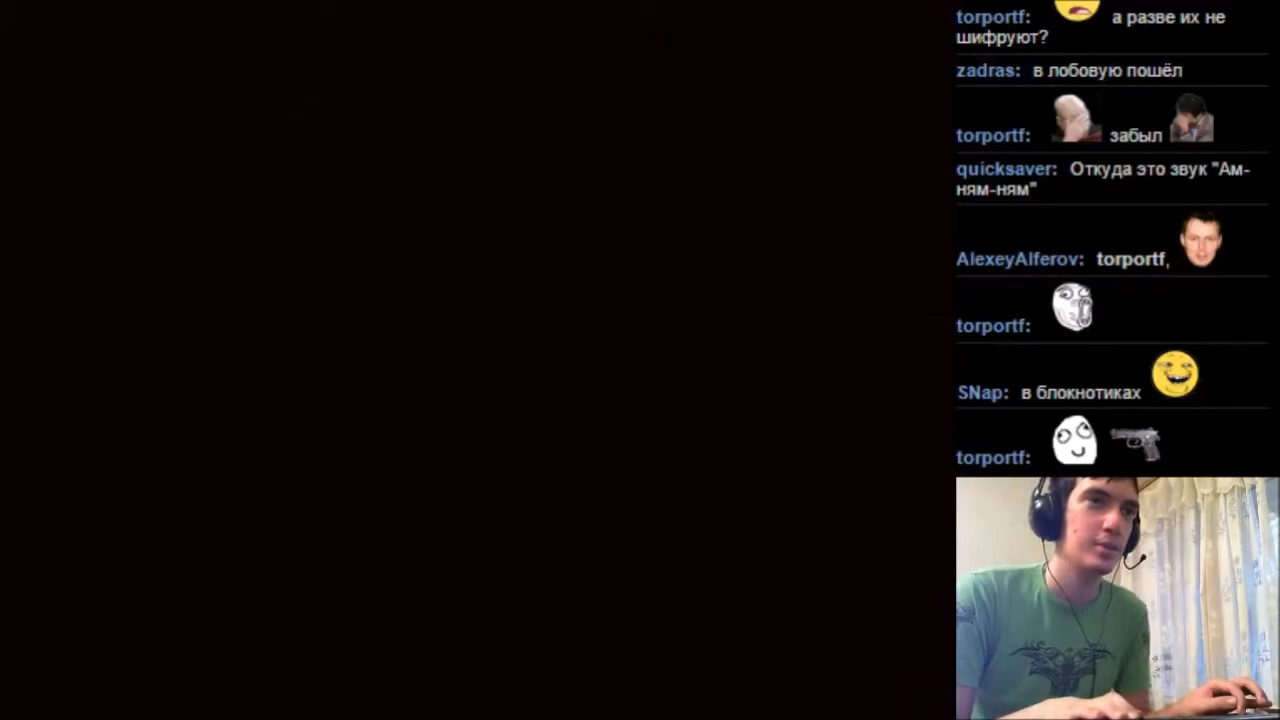 torportf: а разве их не
шифруют?
zadras: в лобовую пошёл
torportf: забыл
quicksaver: Откуда это звук "Ам-
ням-ням"
AlexeyAlferov: torportf,
torportf:
SNap: в блокнотиках
torportf: